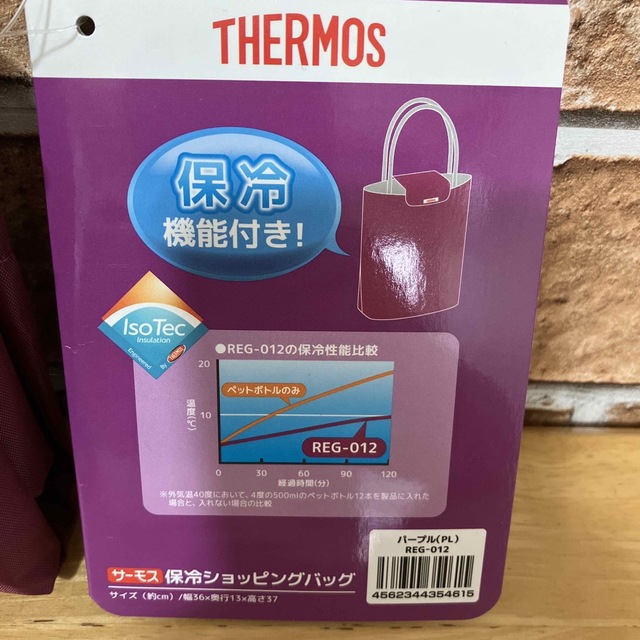 THERMOS
保冷
機能付き!
IsoTec
Insulation
Engineered By THERMOS
●REG-012の保冷性能比較
20
ペットボトルのみ
温度(℃)
10
REG-012
0 30 60 90 120
経過時間(分)
※外気温40度において、4度の500mlのペットボトル12本を製品に入れた
場合と、入れない場合の比較
パープル(PL)
REG-012
4562344354615
サーモス 保冷ショッピングバッグ
サイズ(約cm)/幅36×奥行13×高さ37